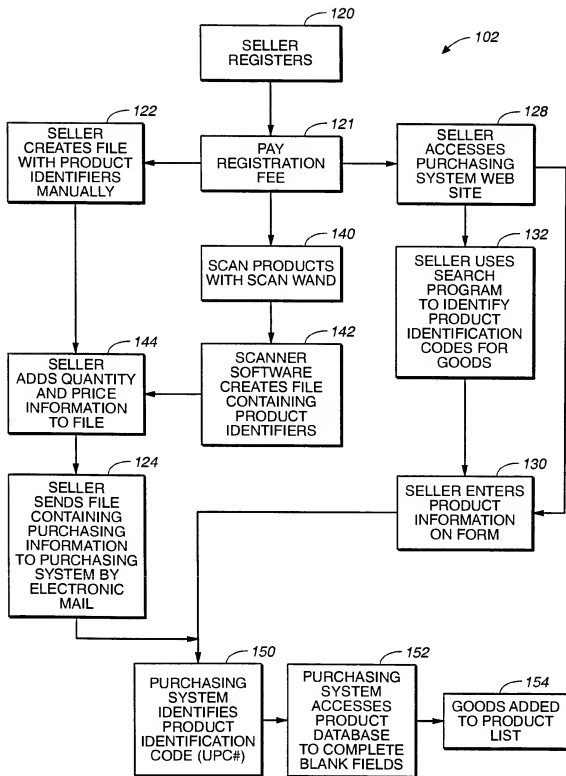 120
SELLER
REGISTERS
102
122
SELLER
CREATES FILE
WITH PRODUCT
IDENTIFIERS
MANUALLY
121
PAY
REGISTRATION
FEE
128
SELLER
ACCESSES
PURCHASING
SYSTEM WEB
SITE
140
SCAN PRODUCTS
WITH SCAN WAND
132
SELLER USES
SEARCH
PROGRAM
TO IDENTIFY
PRODUCT
IDENTIFICATION
CODES FOR
GOODS
144
SELLER
ADDS QUANTITY
AND PRICE
INFORMATION
TO FILE
142
SCANNER
SOFTWARE
CREATES FILE
CONTAINING
PRODUCT
IDENTIFIERS
124
SELLER
SENDS FILE
CONTAINING
PURCHASING
INFORMATION
TO PURCHASING
SYSTEM BY
ELECTRONIC
MAIL
130
SELLER ENTERS
PRODUCT
INFORMATION
ON FORM
150
PURCHASING
SYSTEM
IDENTIFIES
PRODUCT
IDENTIFICATION
CODE (UPC#)
152
PURCHASING
SYSTEM
ACCESSES
PRODUCT
DATABASE
TO COMPLETE
BLANK FIELDS
154
GOODS ADDED
TO PRODUCT
LIST